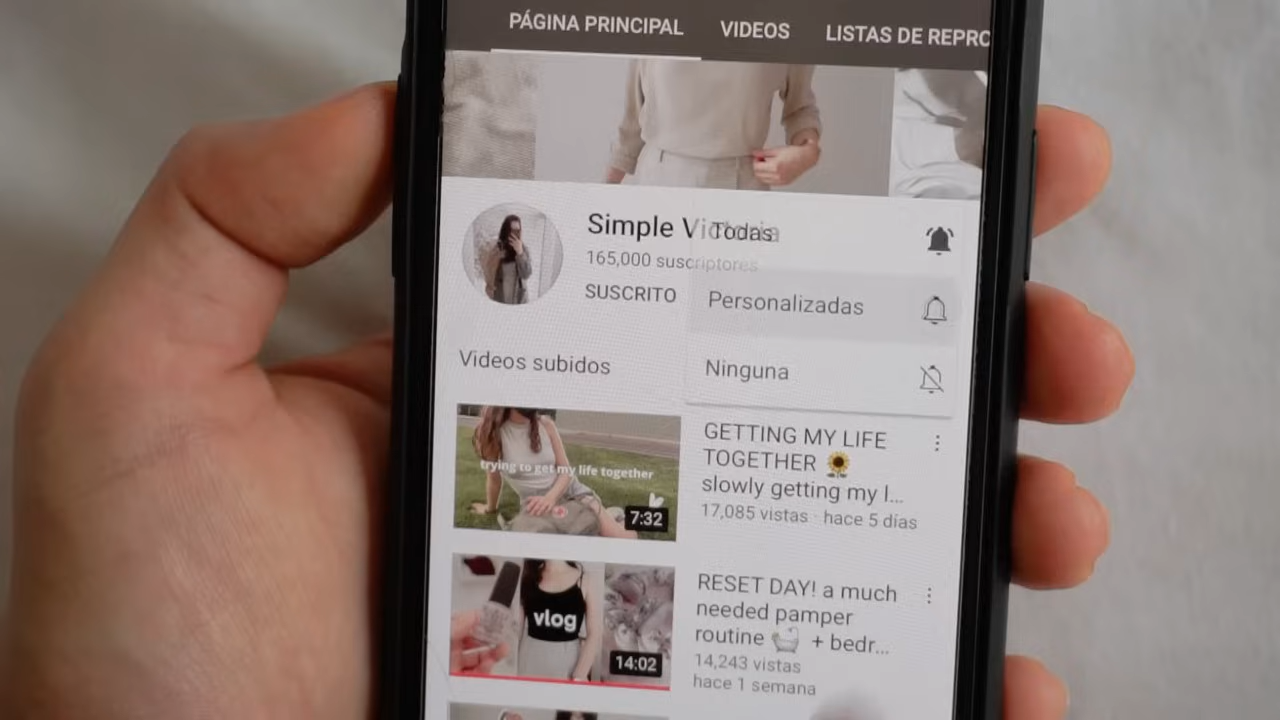 PÁGINA PRINCIPAL VIDEOS LISTAS DE REPRO
Simple Victoria
Todas
165,000 suscriptores
SUSCRITO
Personalizadas
Ninguna
Videos subidos
trying to get my life together
7:32
GETTING MY LIFE
TOGETHER 🌻
slowly getting my l...
17,085 vistas · hace 5 días
vlog
14:02
RESET DAY! a much
needed pamper
routine 🛁 + bedr...
14,243 vistas
hace 1 semana